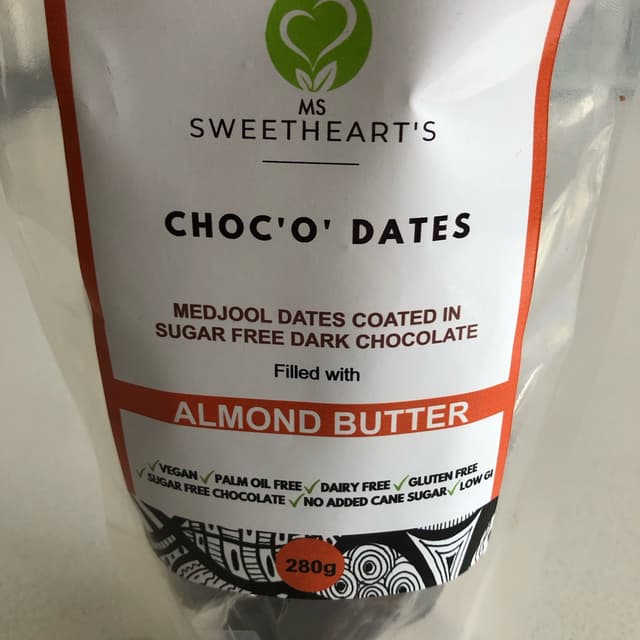 MS
SWEETHEART'S
CHOC'O' DATES
MEDJOOL DATES COATED IN
SUGAR FREE DARK CHOCOLATE
Filled with
ALMOND BUTTER
✓VEGAN ✓PALM OIL FREE ✓DAIRY FREE ✓GLUTEN FREE
✓SUGAR FREE CHOCOLATE ✓NO ADDED CANE SUGAR ✓LOW GI
280g